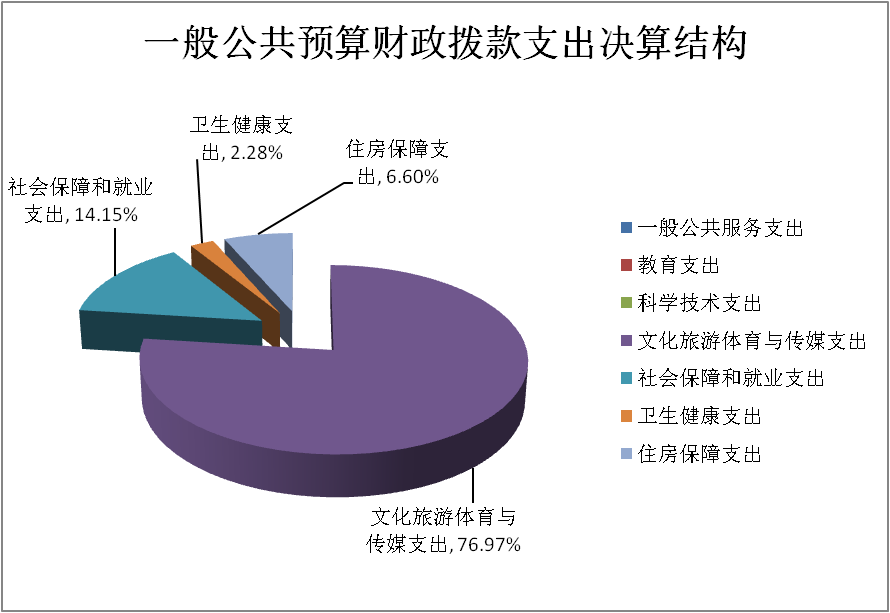 一般公共预算财政拨款支出决算结构
卫生健康支
出, 2.28%
住房保障支
出, 6.60%
社会保障和就业
支出, 14.15%
一般公共服务支出
教育支出
科学技术支出
文化旅游体育与传媒支出
社会保障和就业支出
卫生健康支出
住房保障支出
文化旅游体育与
传媒支出, 76.97%